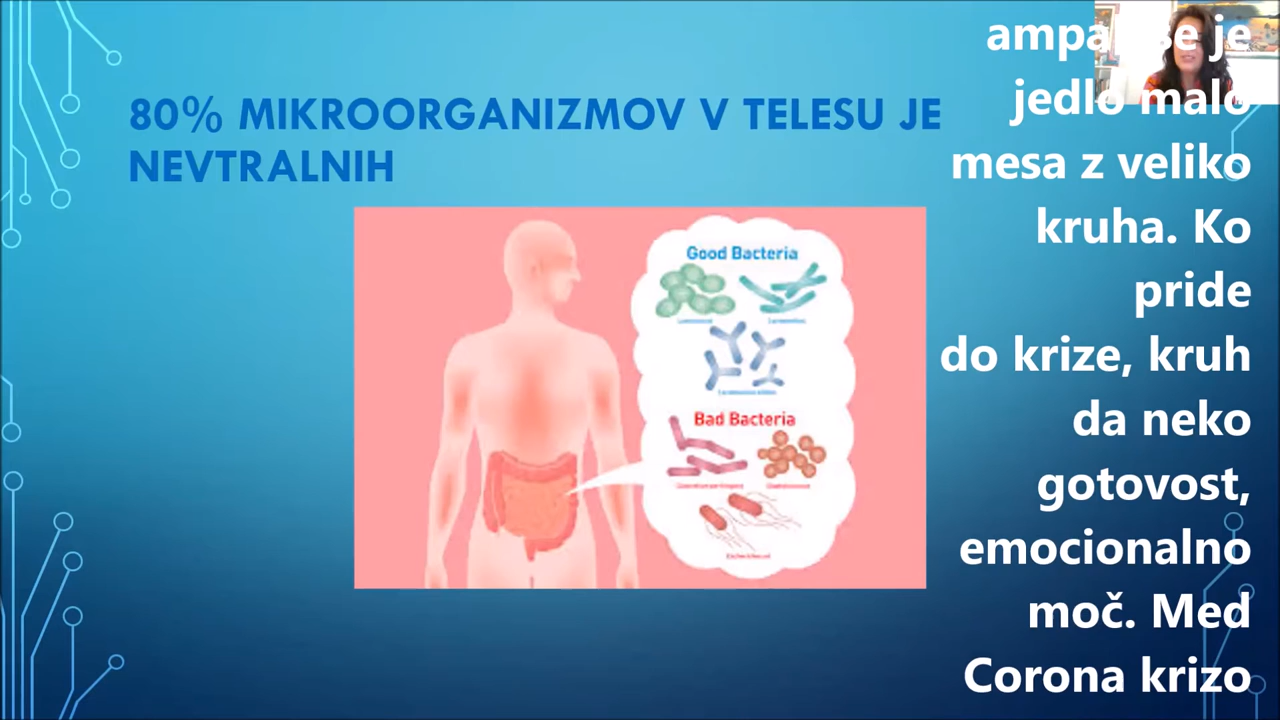 80% MIKROORGANIZMOV V TELESU JE
NEVTRALNIH
Good Bacteria
Bad Bacteria
je
jedlo malo
mesa z veliko
kruha. Ko
pride
do krize, kruh
da neko
gotovost,
emocionalno
moč. Med
Corona krizo